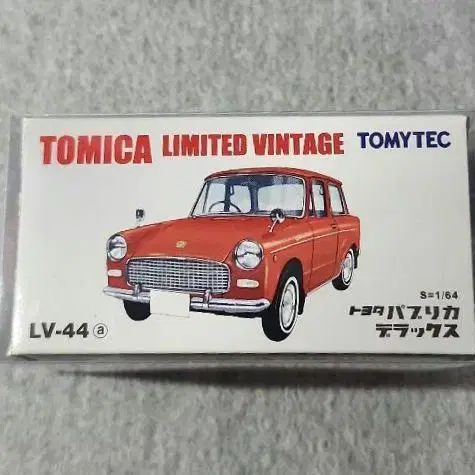 TOMICA LIMITED VINTAGE TOMYTEC
S=1/64
トヨタ パブリカ
デラックス
LV-44 ⓐ